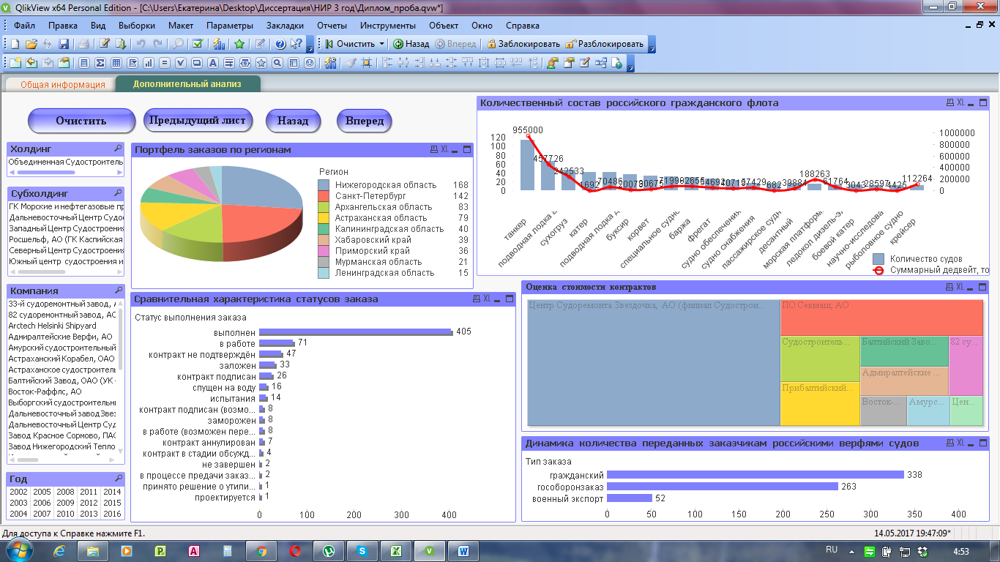 QlikView x64 Personal Edition - [C:\Users\Екатерина\Desktop\Диссертация\НИР 3 год\Диплом_проба.qvw*]
Файл Правка Вид Выборки Макет Параметры Закладки Отчеты Инструменты Объект Окно Справка
Очистить Назад Вперед Заблокировать Разблокировать
Общая информация Дополнительный анализ
Очистить Предыдущий лист Назад Вперед
Холдинг
Объединенная Судостроитель
Субхолдинг
ГК Морские и нефтегазовые пр
Дальневосточный Центр Судо
Западный Центр Судостроения
Росшельф, АО (ГК Каспийская
Северный Центр Судостроения
Южный центр судостроения и
Компания
33-й судоремонтный завод, А
82 судоремонтный завод, АО
Arctech Helsinki Shipyard
Адмиралтейские Верфи, АО
Амурский судостроительный
Астраханский Корабел, ОАО
Астраханское судостроитель
Балтийский Завод, ОАО (УК -
Восток-Раффлс, АО
Выборгский судостроительн
Дальневосточный завод Звез
Дальневосточный Центр Суд
Завод Красное Сормово, ПАО
Завод Нижегородский Тепло
Год
2002 2005 2008 2011 2014
2003 2006 2009 2012 2015
2004 2007 2010 2013 2016
Портфель заказов по регионам XL
Регион
Нижегородская область 168
Санкт-Петербург 142
Архангельская область 83
Астраханская область 79
Калининградская область 40
Хабаровский край 39
Приморский край 36
Мурманская область 21
Ленинградская область 15
Сравнительная характеристика статусов заказа XL
Статус выполнения заказа
выполнен 405
в работе 71
контракт не подтверждён 47
заложен 33
контракт подписан 26
спущен на воду 16
испытания 14
контракт подписан (возмо... 8
заморожен 8
в работе (возможен пере... 8
контракт аннулирован 7
контракт в стадии обсужд... 4
не завершен 2
в процессе предачи заказ... 2
принято решение о утили... 1
проектируется 1
0 100 200 300 400
Количественный состав российского гражданского флота XL
120
100
80
60
40
20
0
955000
457726
242533
1692
70486
20073
30675
2655
54692
57429
682
39884
188263
61764
3043
28597
4426
112264
1000000
800000
600000
400000
200000
0
танкер
подводная лодка
сухогруз
катер
подводная лодка
буксир
корвет
специальное судно
баржа
фрегат
судно обеспечения
судно снабжения
пассажирское судн
десантный
морская платформ
ледокол дизель-э
боевой катер
научно-исследова
рыболовное судно
крейсер
Количество судов
Суммарный дедвейт, то
Оценка стоимости контрактов XL
Центр Судоремонта Звездочка, АО (филиал Судострои... ПО Севмаш, АО
Судостроитель... Балтийский Заво... 82 су...
Адмиралтейские ...
Прибалтийский...
Восток-... Амурс... Цен...
Динамика количества переданных заказчикам российскими верфями судов XL
Тип заказа
гражданский 338
гособоронзаказ 263
военный экспорт 52
0 50 100 150 200 250 300 350 400
Для доступа к Справке нажмите F1. 14.05.2017 19:47:09*
RU 4:53